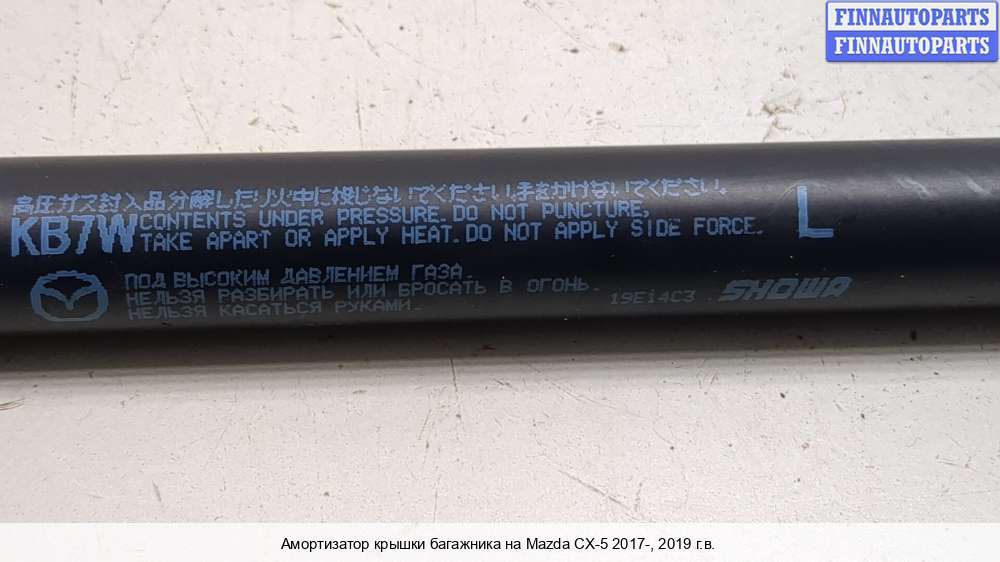 FINNAUTOPARTS
FINNAUTOPARTS
高圧ガス封入品分解したり火中に投じないでください。手をかけないでください。
KB7W
CONTENTS UNDER PRESSURE. DO NOT PUNCTURE,
TAKE APART OR APPLY HEAT. DO NOT APPLY SIDE FORCE.
L
ПОД ВЫСОКИМ ДАВЛЕНИЕМ ГАЗА.
НЕЛЬЗЯ РАЗБИРАТЬ ИЛИ БРОСАТЬ В ОГОНЬ.
НЕЛЬЗЯ КАСАТЬСЯ РУКАМИ.
19E14C3
SHOWA
Амортизатор крышки багажника на Mazda CX-5 2017-, 2019 г.в.